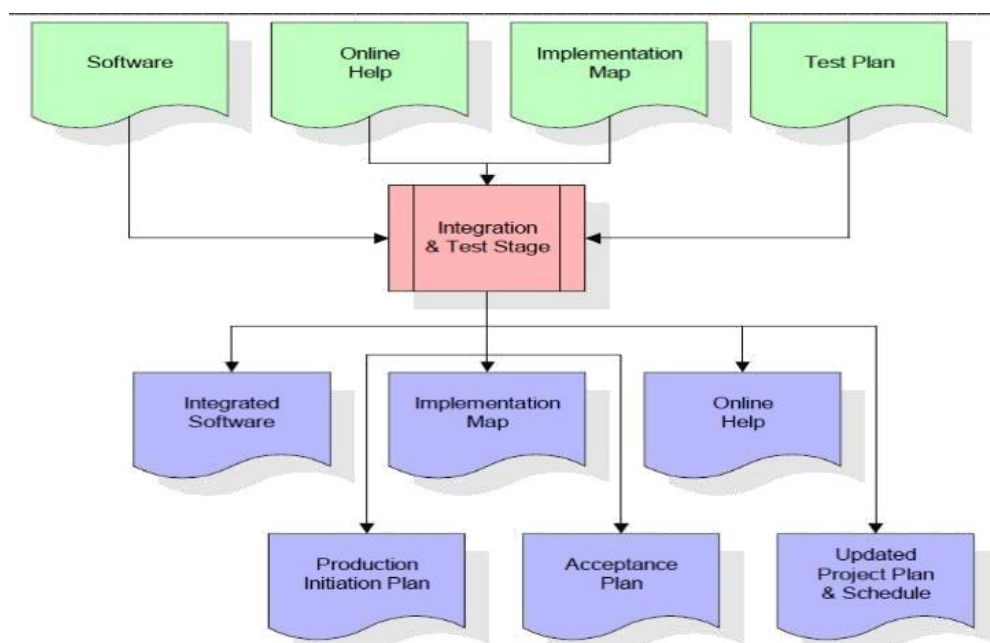 Software
Online
Help
Implementation
Map
Test Plan
Integration
& Test Stage
Integrated
Software
Implementation
Map
Online
Help
Production
Initiation Plan
Acceptance
Plan
Updated
Project Plan
& Schedule